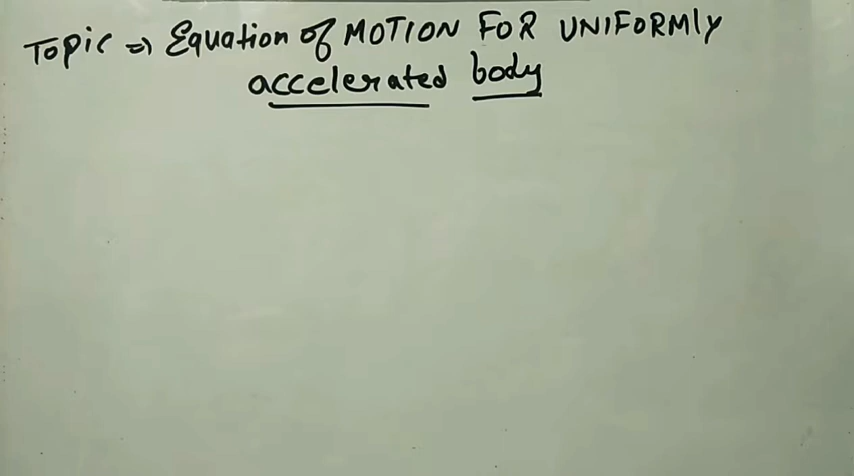 Topic ⇒ Equation of MOTION FOR UNIFORMLY
accelerated body